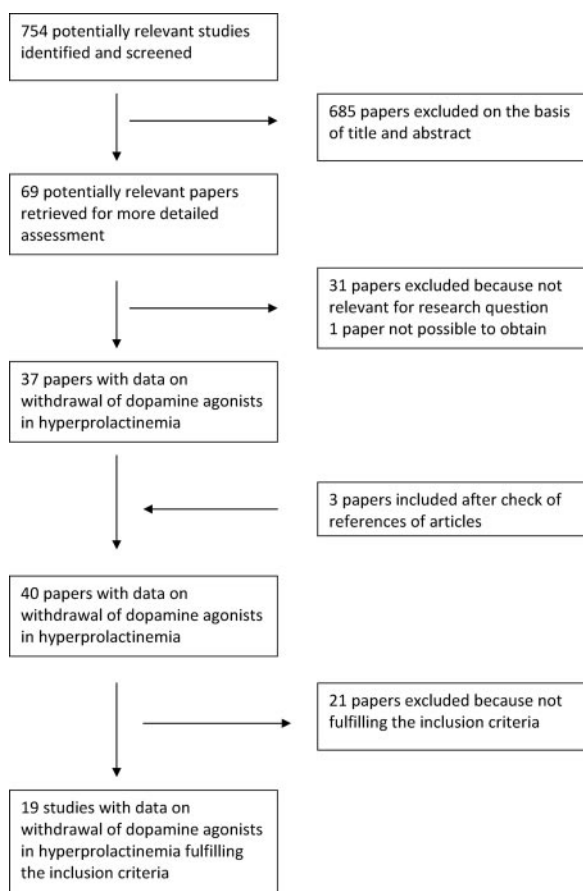 754 potentially relevant studies
identified and screened
685 papers excluded on the basis
of title and abstract
69 potentially relevant papers
retrieved for more detailed
assessment
31 papers excluded because not
relevant for research question
1 paper not possible to obtain
37 papers with data on
withdrawal of dopamine agonists
in hyperprolactinemia
3 papers included after check of
references of articles
40 papers with data on
withdrawal of dopamine agonists
in hyperprolactinemia
21 papers excluded because not
fulfilling the inclusion criteria
19 studies with data on
withdrawal of dopamine agonists
in hyperprolactinemia fulfilling
the inclusion criteria